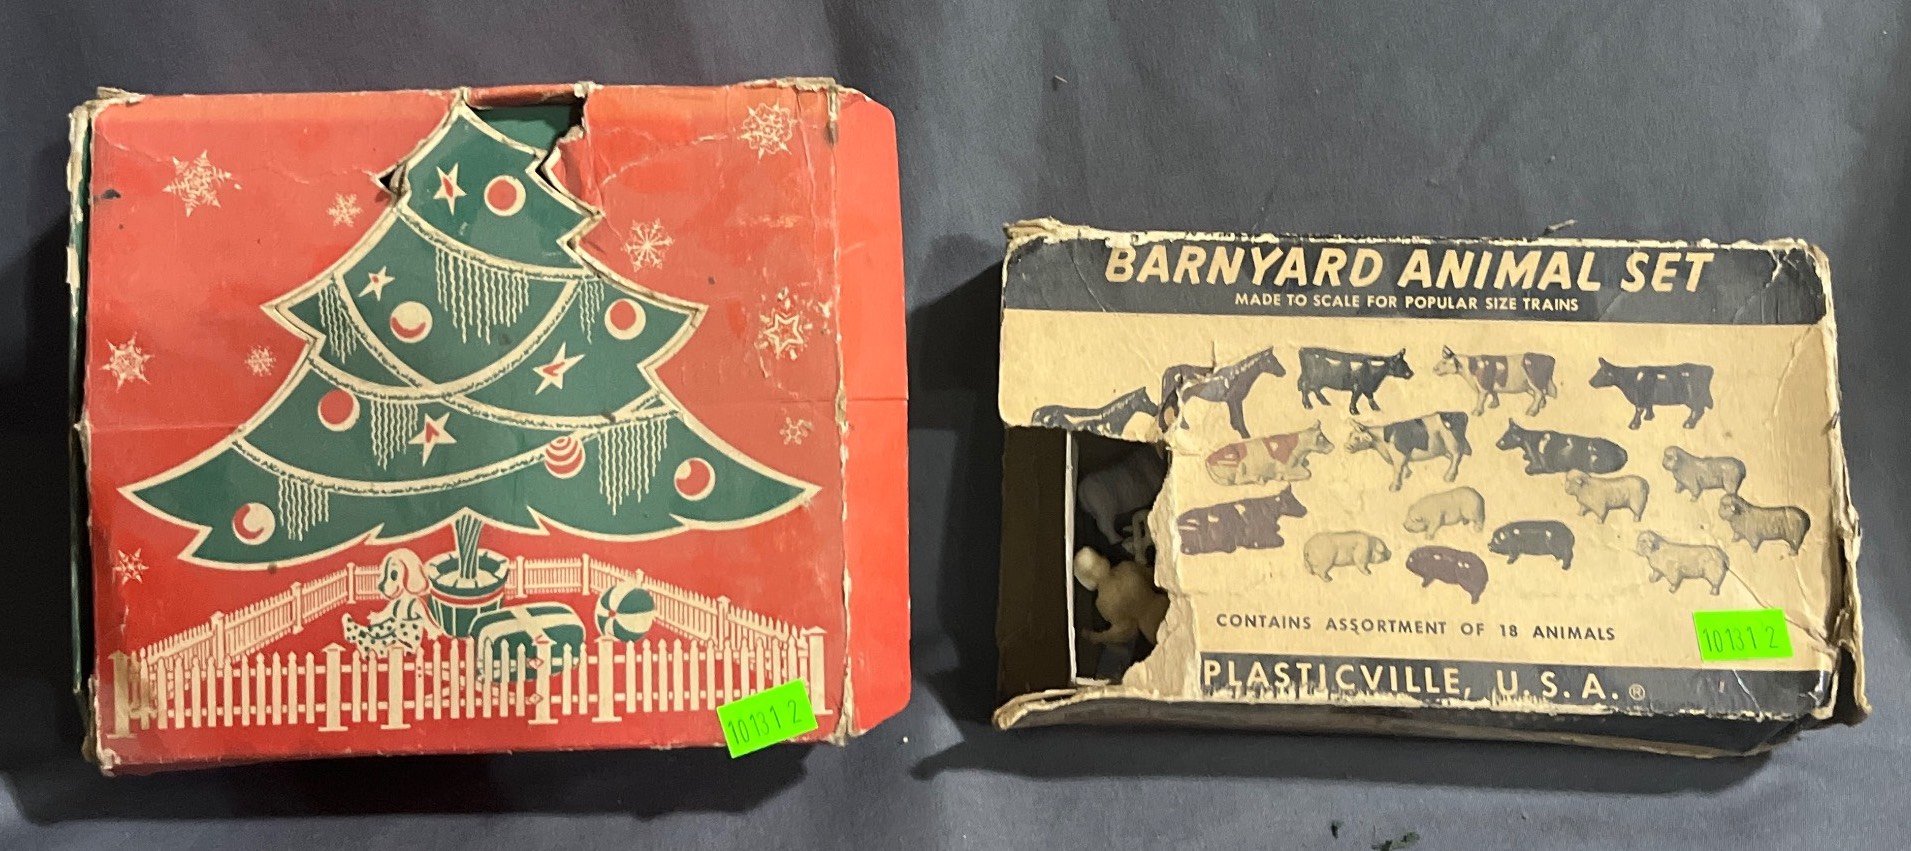 10131 2
BARNYARD ANIMAL SET
MADE TO SCALE FOR POPULAR SIZE TRAINS
CONTAINS ASSORTMENT OF 18 ANIMALS
10131 2
PLASTICVILLE, U.S.A.®